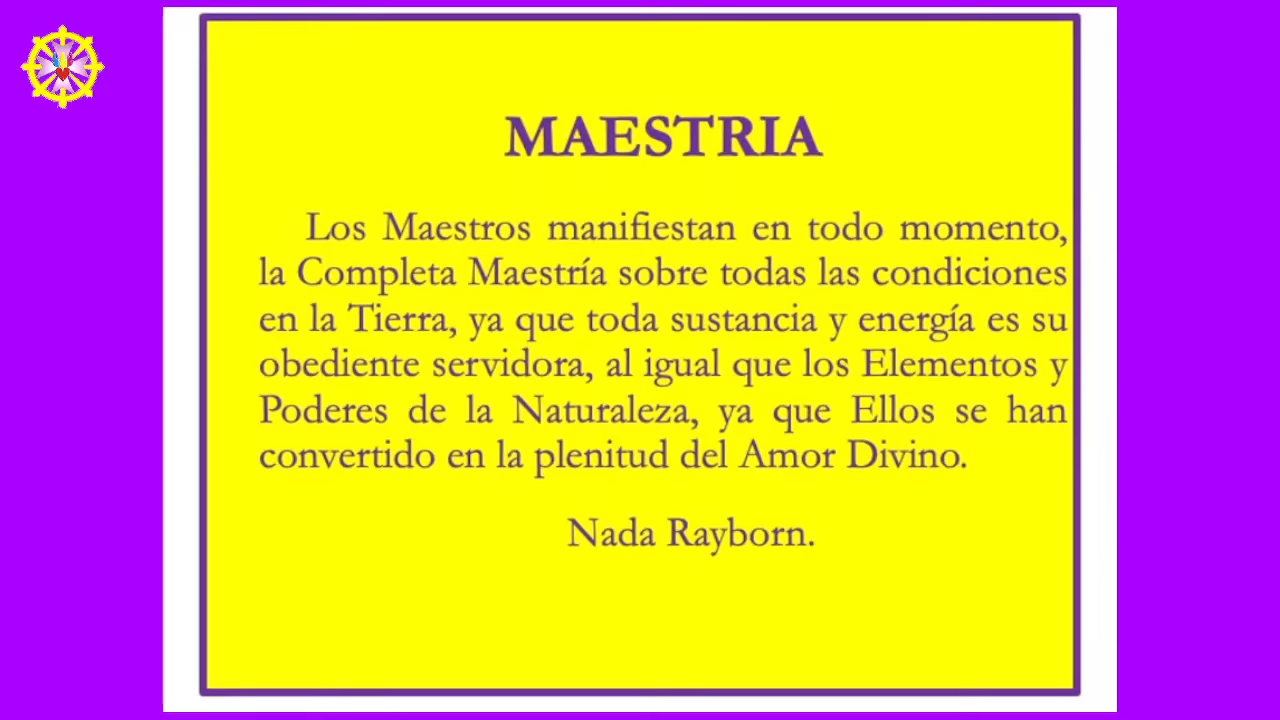 MAESTRIA
Los Maestros manifiestan en todo momento,
la Completa Maestría sobre todas las condiciones
en la Tierra, ya que toda sustancia y energía es su
obediente servidora, al igual que los Elementos y
Poderes de la Naturaleza, ya que Ellos se han
convertido en la plenitud del Amor Divino.
Nada Rayborn.